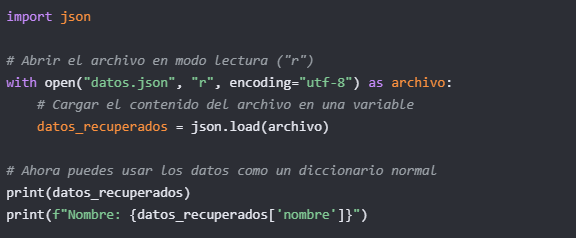 import json

# Abrir el archivo en modo lectura ("r")
with open("datos.json", "r", encoding="utf-8") as archivo:
    # Cargar el contenido del archivo en una variable
    datos_recuperados = json.load(archivo)

# Ahora puedes usar los datos como un diccionario normal
print(datos_recuperados)
print(f"Nombre: {datos_recuperados['nombre']}")